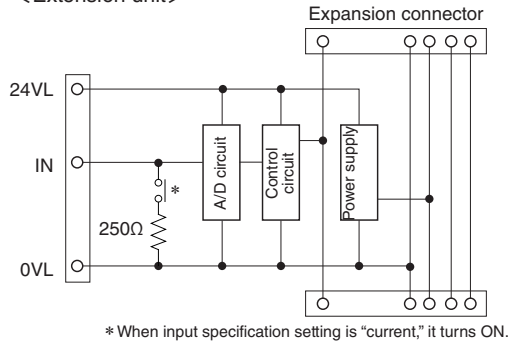 <Extension unit>
Expansion connector
24VL
IN
A/D circuit
Control
circuit
Power supply
*
250Ω
0VL
* When input specification setting is “current,” it turns ON.